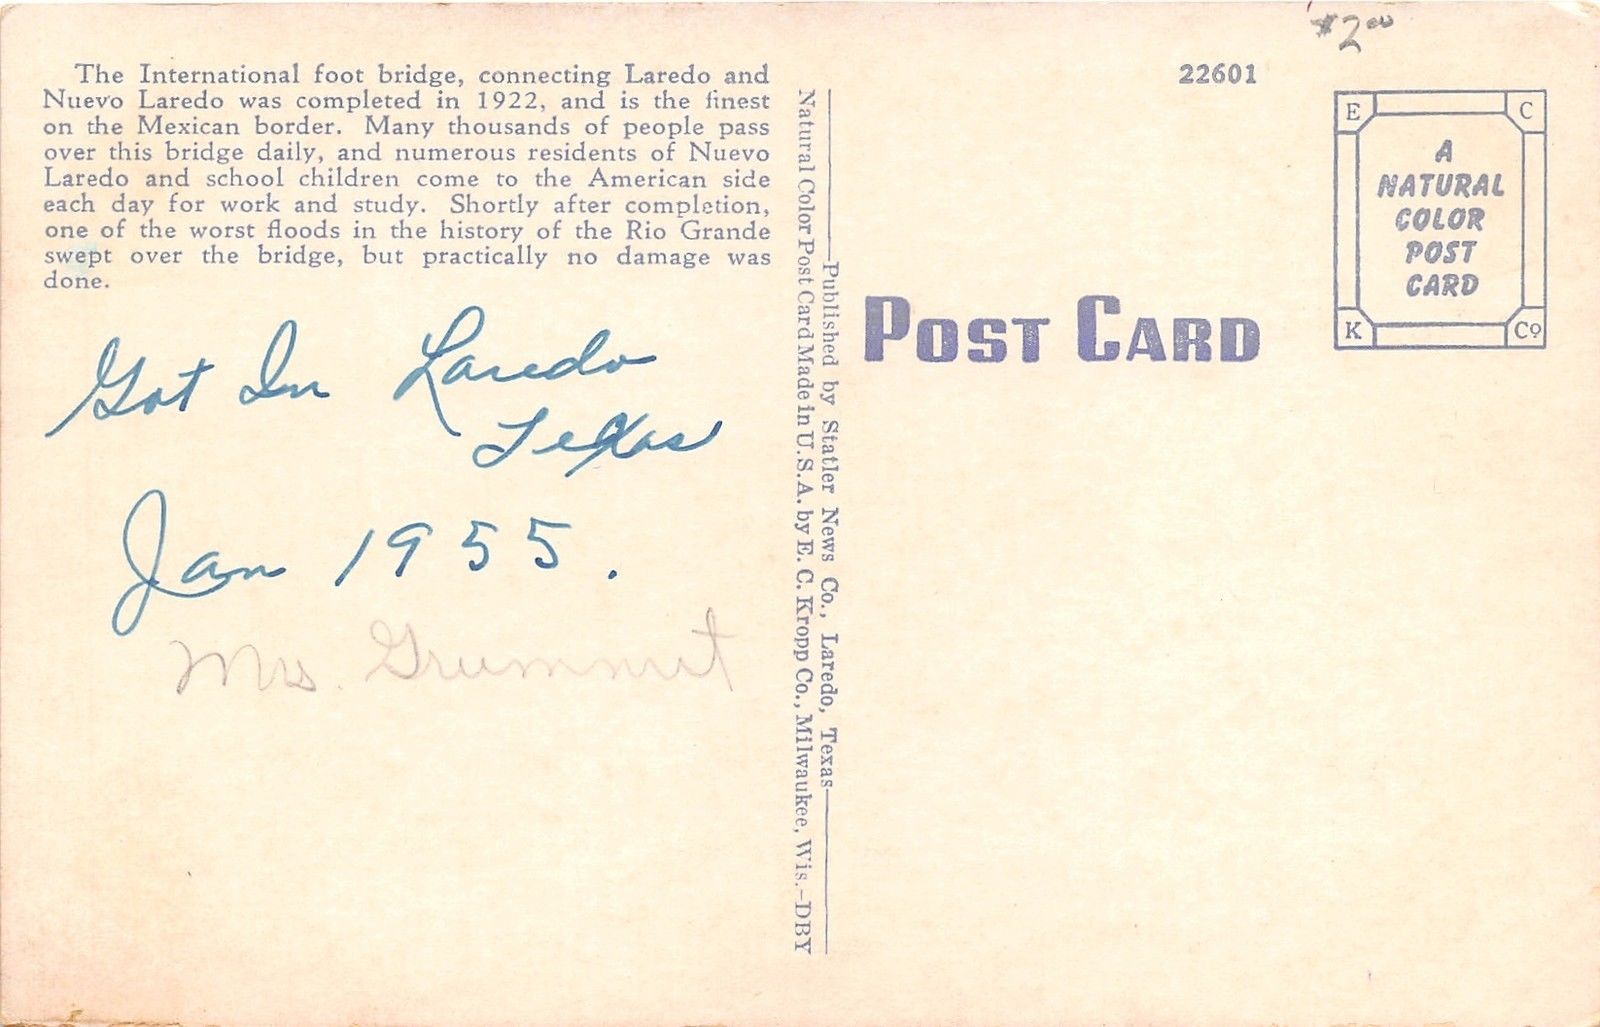 $2.00
The International foot bridge, connecting Laredo and
Nuevo Laredo was completed in 1922, and is the finest
on the Mexican border. Many thousands of people pass
over this bridge daily, and numerous residents of Nuevo
Laredo and school children come to the American side
each day for work and study. Shortly after completion,
one of the worst floods in the history of the Rio Grande
swept over the bridge, but practically no damage was
done.
Got In Laredo
Texas
Jan 1955.
Mrs. Grummit
Published by Statler News Co., Laredo, Texas
Natural Color Post Card Made in U.S.A. by E. C. Kropp Co., Milwaukee, Wis.-DBY
22601
POST CARD
E C
A
NATURAL
COLOR
POST
CARD
K Co